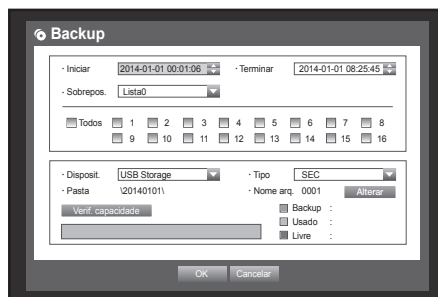 Backup
· Iniciar 2014-01-01 00:01:06 · Terminar 2014-01-01 08:25:45
· Sobrepos. Lista0
Todos 1 2 3 4 5 6 7 8
9 10 11 12 13 14 15 16
· Disposit. USB Storage · Tipo SEC
· Pasta \20140101\ · Nome arq. 0001 Alterar
Verif. capacidade Backup :
Usado :
Livre :
OK Cancelar